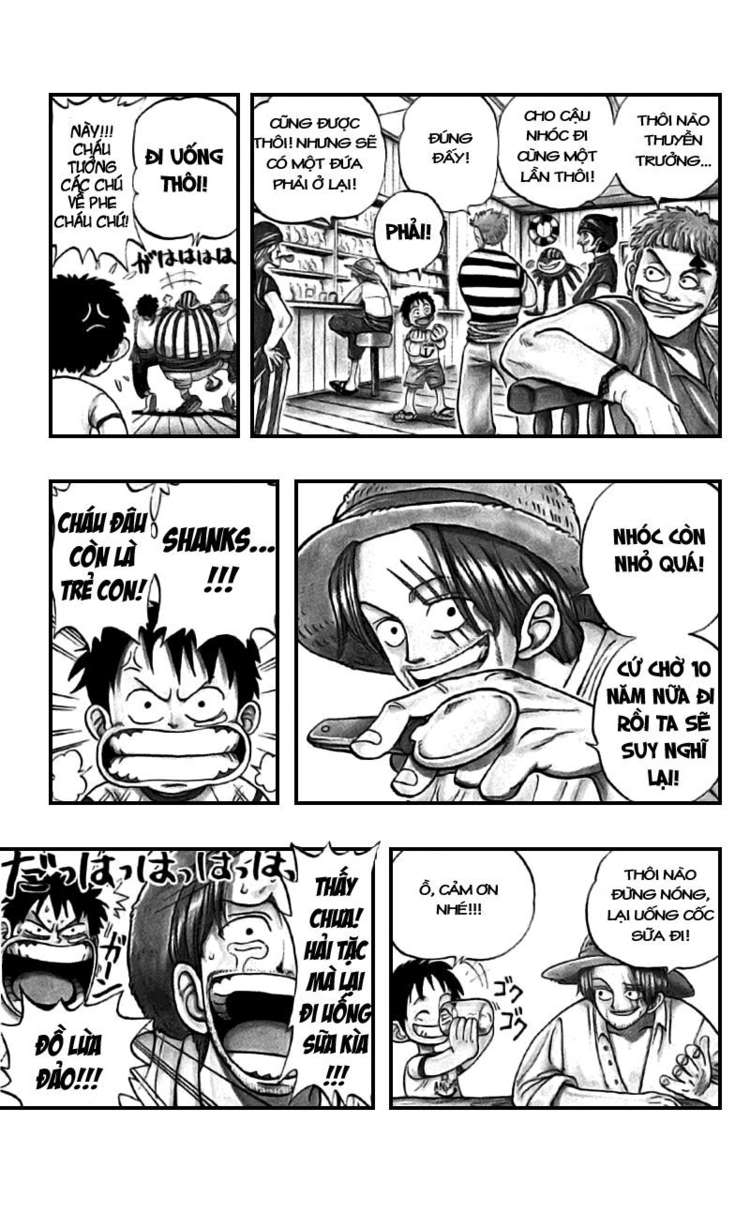 THÔI NÀO
THUYỀN
TRƯỞNG...
CHO CẬU
NHÓC ĐI
CÙNG MỘT
LẦN THÔI!
ĐÚNG
ĐẤY!
CŨNG ĐƯỢC
THÔI! NHƯNG SẼ
CÓ MỘT ĐỨA
PHẢI Ở LẠI!
PHẢI!
ĐI UỐNG
THÔI!
がはははは
NÀY!!!
CHÁU
TƯỞNG
CÁC CHÚ
VỀ PHE
CHÁU CHỨ!
NHÓC CÒN
NHỎ QUÁ!
CỨ CHỜ 10
NĂM NỮA ĐI
RỒI TA SẼ
SUY NGHĨ
LẠI!
SHANKS...
!!!
CHÁU ĐÂU
CÒN LÀ
TRẺ CON!
THÔI NÀO
ĐỪNG NÓNG,
LẠI UỐNG CỐC
SỮA ĐI!
Ồ, CẢM ƠN
NHÉ!!!
ゴク
ゴク
THẤY
CHƯA!
HẢI TẶC
MÀ LẠI
ĐI UỐNG
SỮA KÌA
!!!
だっはっはっはっはっ
ガーン
ĐỒ LỪA
ĐẢO!!!